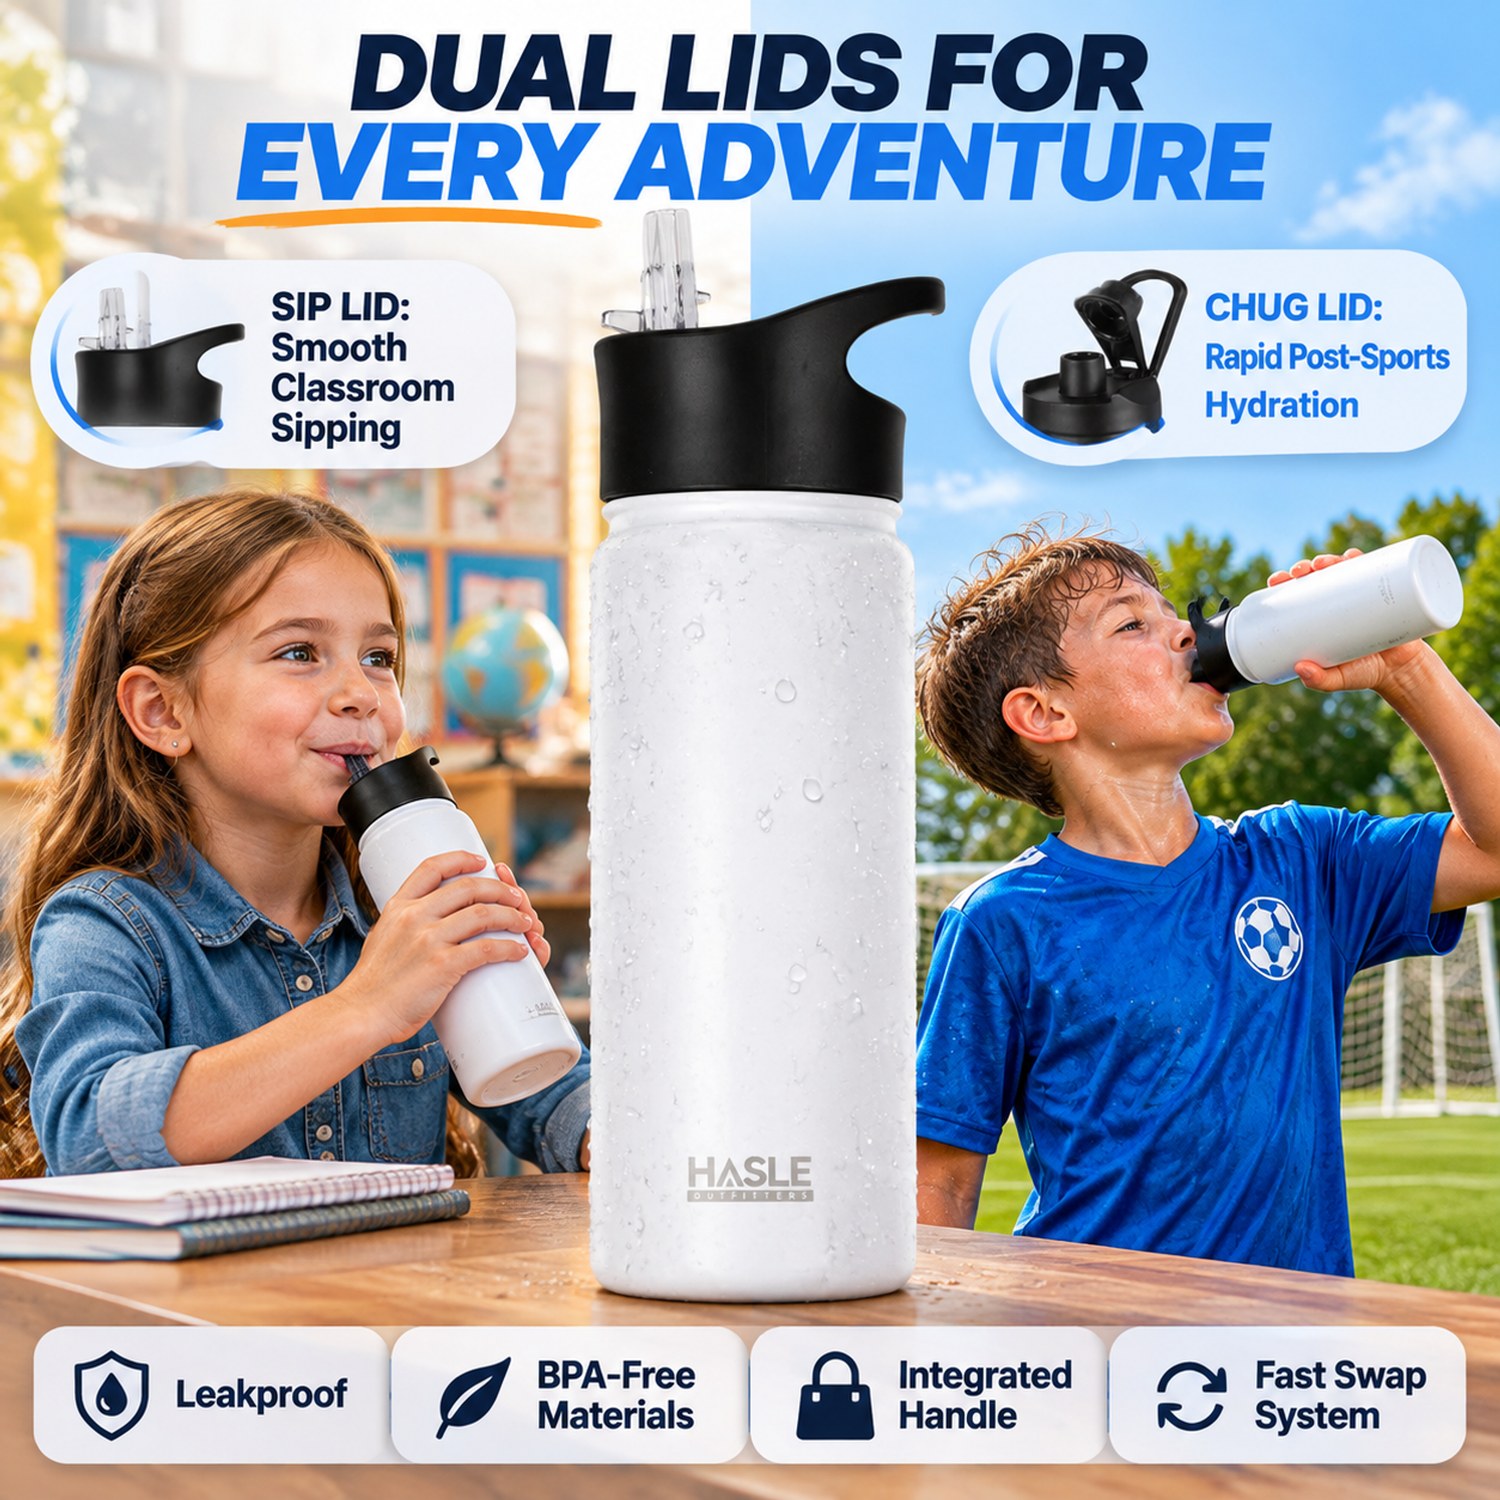 DUAL LIDS FOR
EVERY ADVENTURE
SIP LID:
Smooth
Classroom
Sipping
CHUG LID:
Rapid Post-Sports
Hydration
HASLE
OUTFITTERS
Leakproof
BPA-Free
Materials
Integrated
Handle
Fast Swap
System